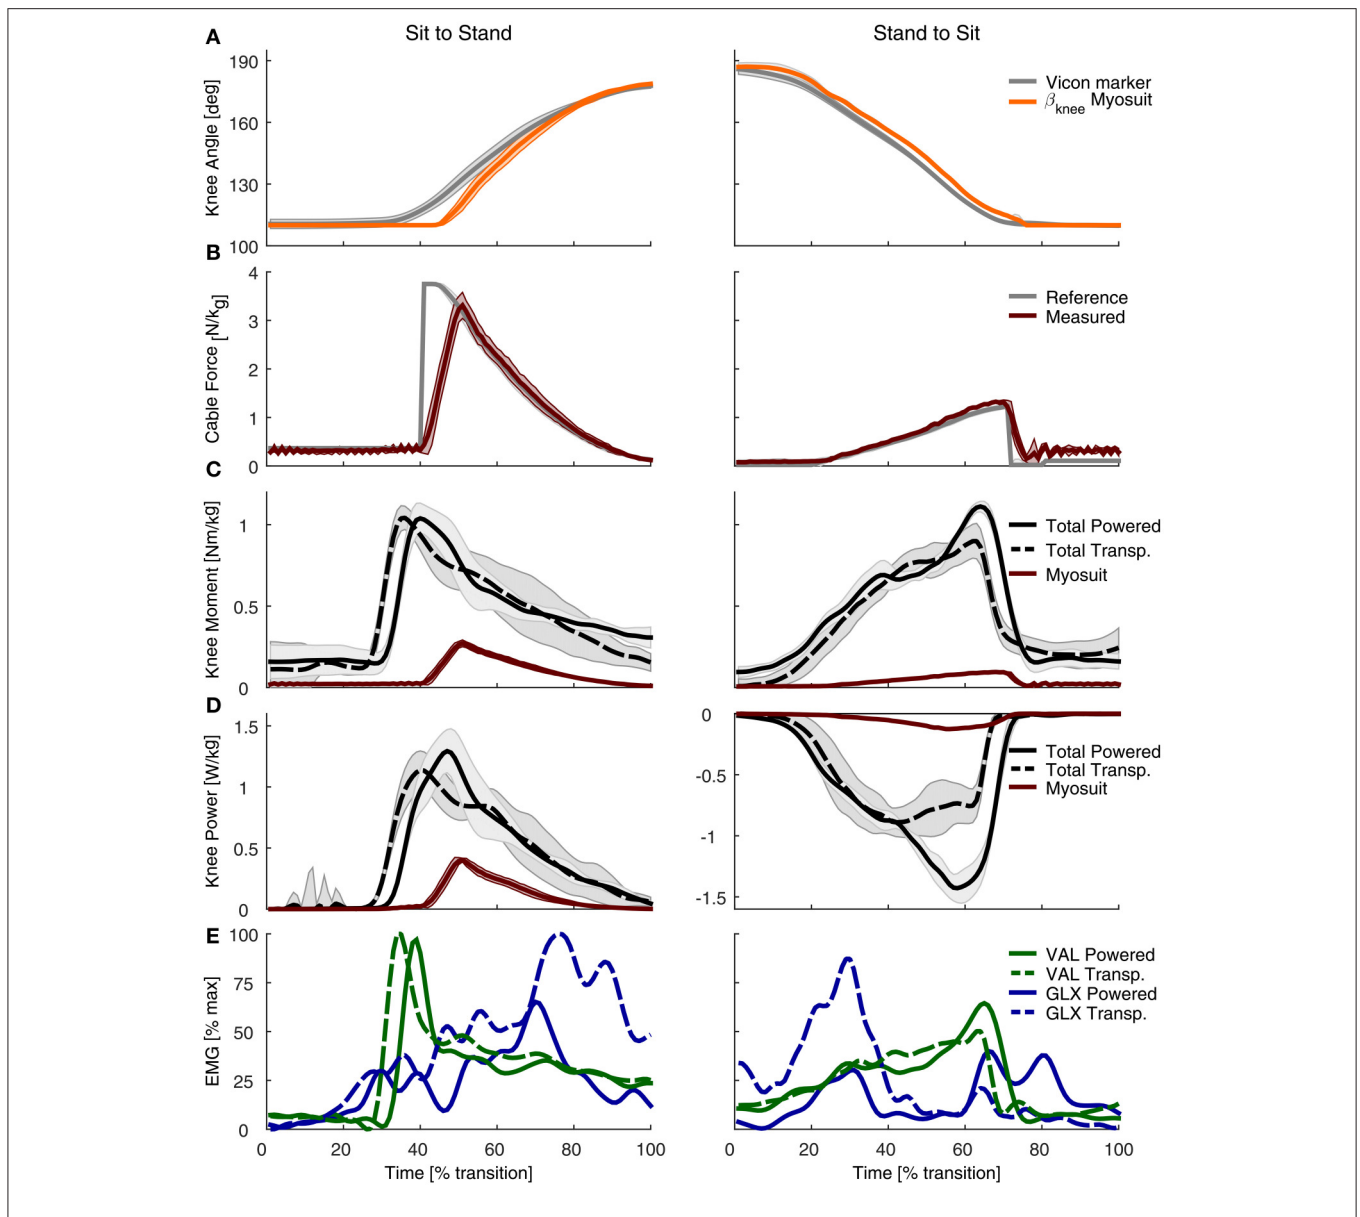 Sit to Stand
Stand to Sit
A
Knee Angle [deg]
190
160
130
100
Vicon marker
βknee Myosuit
B
Cable Force [N/kg]
4
3
2
1
0
Reference
Measured
C
Knee Moment [Nm/kg]
1
0.5
0
Total Powered
Total Transp.
Myosuit
D
Knee Power [W/kg]
1.5
1
0.5
0
0
-0.5
-1
-1.5
Total Powered
Total Transp.
Myosuit
E
EMG [% max]
100
75
50
25
0
VAL Powered
VAL Transp.
GLX Powered
GLX Transp.
0 20 40 60 80 100
Time [% transition]
0 20 40 60 80 100
Time [% transition]